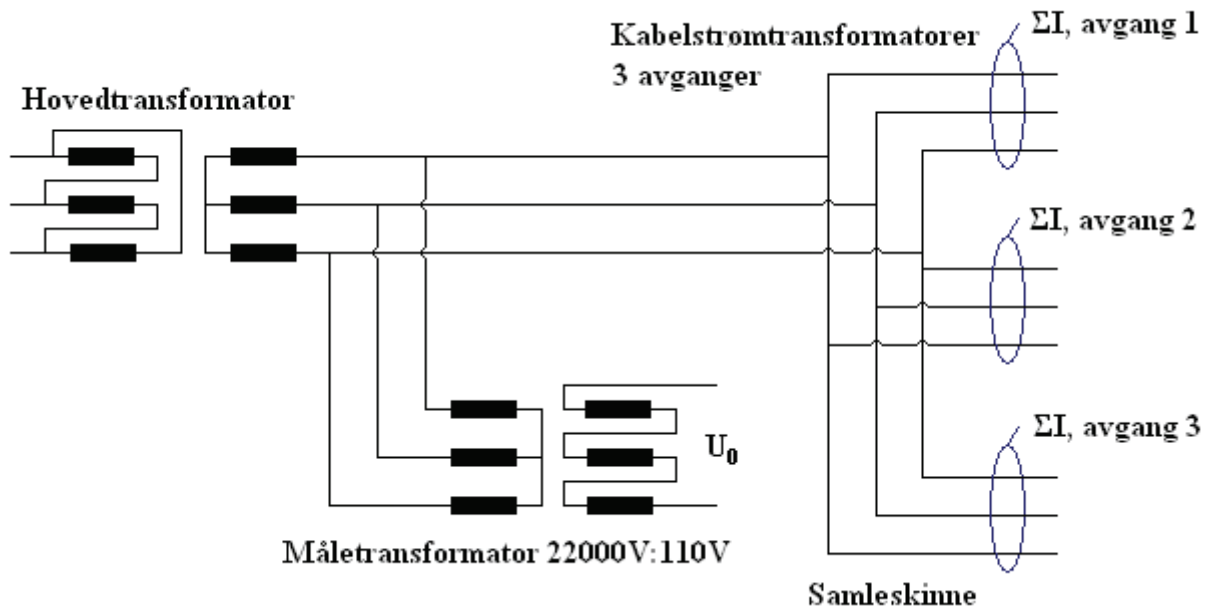 Kabelstrømtransformatorer
3 avganger
ΣI, avgang 1
Hovedtransformator
ΣI, avgang 2
ΣI, avgang 3
U₀
Måletransformator 22000V:110V
Samleskinne